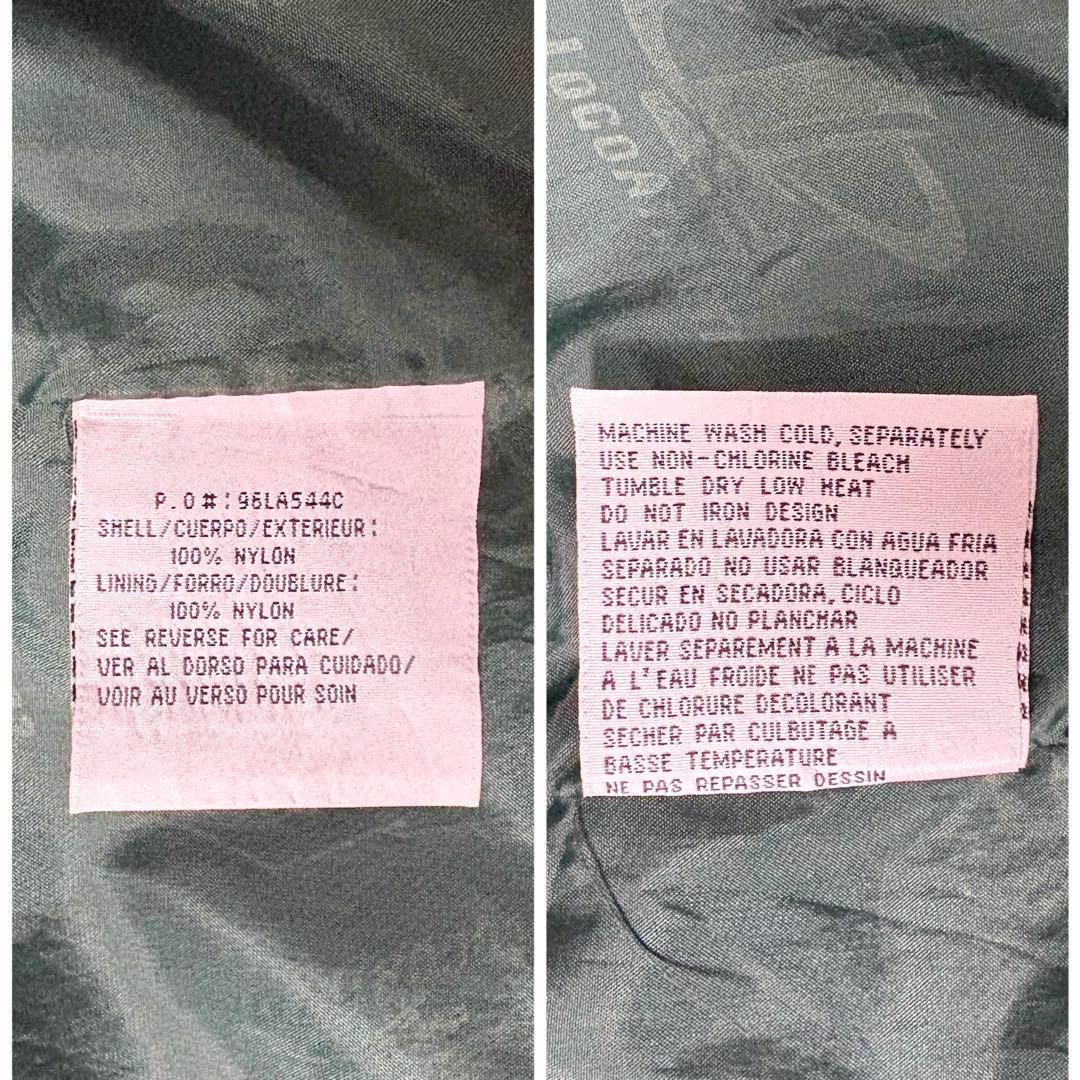 P.O#:96LA544C
SHELL/CUERPO/EXTERIEUR:
100% NYLON
LINING/FORRO/DOUBLURE:
100% NYLON
SEE REVERSE FOR CARE/
VER AL DORSO PARA CUIDADO/
VOIR AU VERSO POUR SOIN
MACHINE WASH COLD, SEPARATELY
USE NON-CHLORINE BLEACH
TUMBLE DRY LOW HEAT
DO NOT IRON DESIGN
LAVAR EN LAVADORA CON AGUA FRIA
SEPARADO NO USAR BLANQUEADOR
SECUR EN SECADORA, CICLO
DELICADO NO PLANCHAR
LAVER SEPAREMENT A LA MACHINE
A L'EAU FROIDE NE PAS UTILISER
DE CHLORURE DECOLORANT
SECHER PAR CULBUTAGE A
BASSE TEMPERATURE
NE PAS REPASSER DESSIN